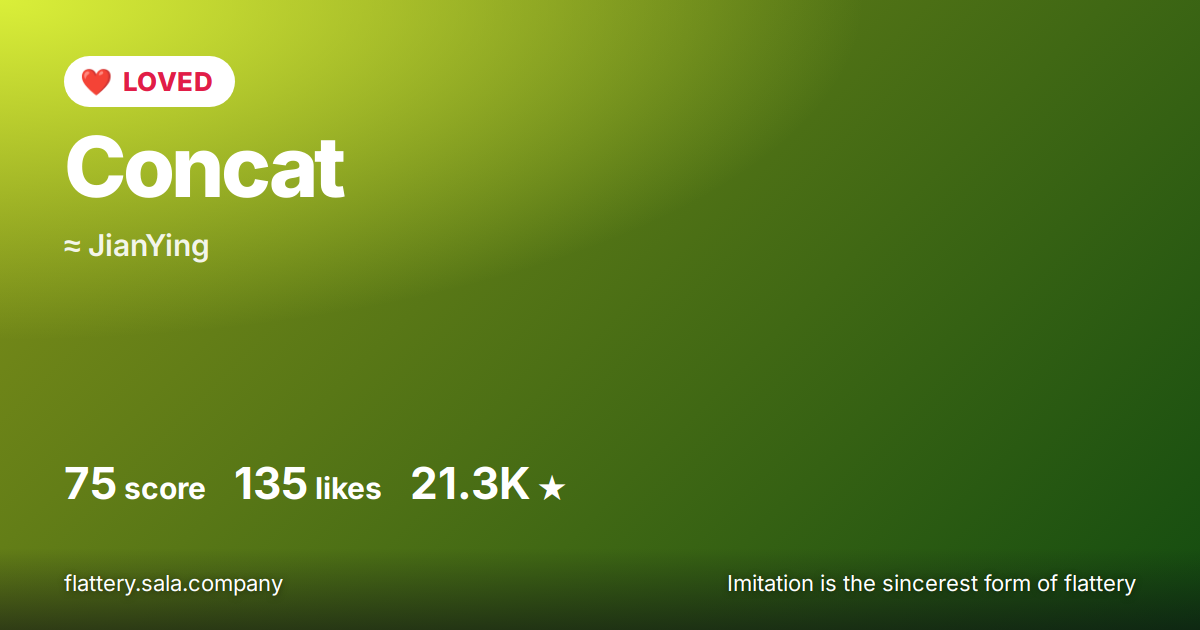 ❤️ LOVED
Concat
≈ JianYing
75 score 135 likes 21.3K ★
flattery.sala.company
Imitation is the sincerest form of flattery